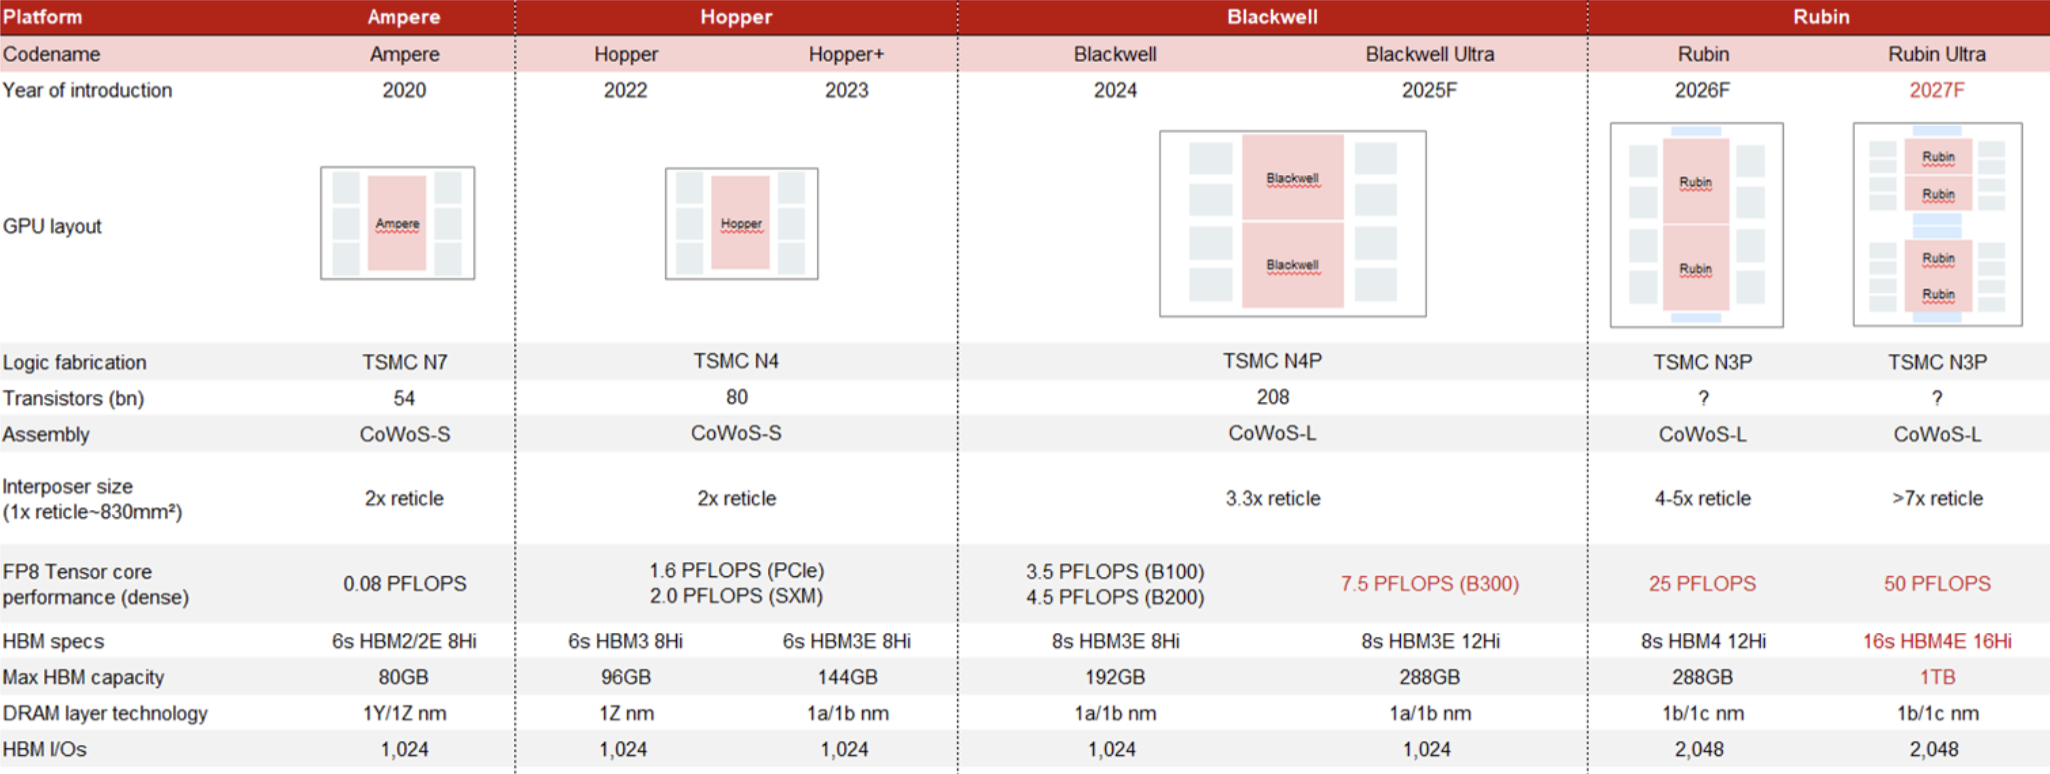 Platform Ampere Hopper Blackwell Rubin
Codename Ampere Hopper Hopper+ Blackwell Blackwell Ultra Rubin Rubin Ultra
Year of introduction 2020 2022 2023 2024 2025F 2026F 2027F
GPU layout
Ampere
Hopper
Blackwell
Blackwell
Rubin
Rubin
Rubin
Rubin
Rubin
Rubin
Logic fabrication TSMC N7 TSMC N4 TSMC N4P TSMC N3P TSMC N3P
Transistors (bn) 54 80 208 ? ?
Assembly CoWoS-S CoWoS-S CoWoS-L CoWoS-L CoWoS-L
Interposer size
(1x reticle~830mm²) 2x reticle 2x reticle 3.3x reticle 4-5x reticle >7x reticle
FP8 Tensor core
performance (dense) 0.08 PFLOPS
1.6 PFLOPS (PCIe)
2.0 PFLOPS (SXM)
3.5 PFLOPS (B100)
4.5 PFLOPS (B200)
7.5 PFLOPS (B300) 25 PFLOPS 50 PFLOPS
HBM specs 6s HBM2/2E 8Hi 6s HBM3 8Hi 6s HBM3E 8Hi 8s HBM3E 8Hi 8s HBM3E 12Hi 8s HBM4 12Hi 16s HBM4E 16Hi
Max HBM capacity 80GB 96GB 144GB 192GB 288GB 288GB 1TB
DRAM layer technology 1Y/1Z nm 1Z nm 1a/1b nm 1a/1b nm 1a/1b nm 1b/1c nm 1b/1c nm
HBM I/Os 1,024 1,024 1,024 1,024 1,024 2,048 2,048